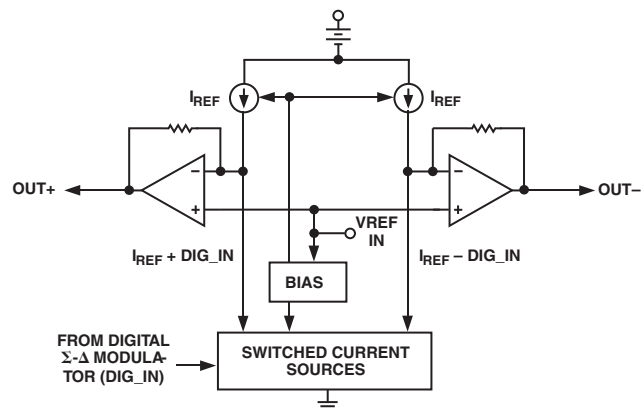 I_REF
I_REF
−
−
OUT+
OUT–
+
+
VREF
IN
I_REF + DIG_IN
I_REF – DIG_IN
BIAS
FROM DIGITAL
Σ-Δ MODULA-
TOR (DIG_IN)
SWITCHED CURRENT
SOURCES